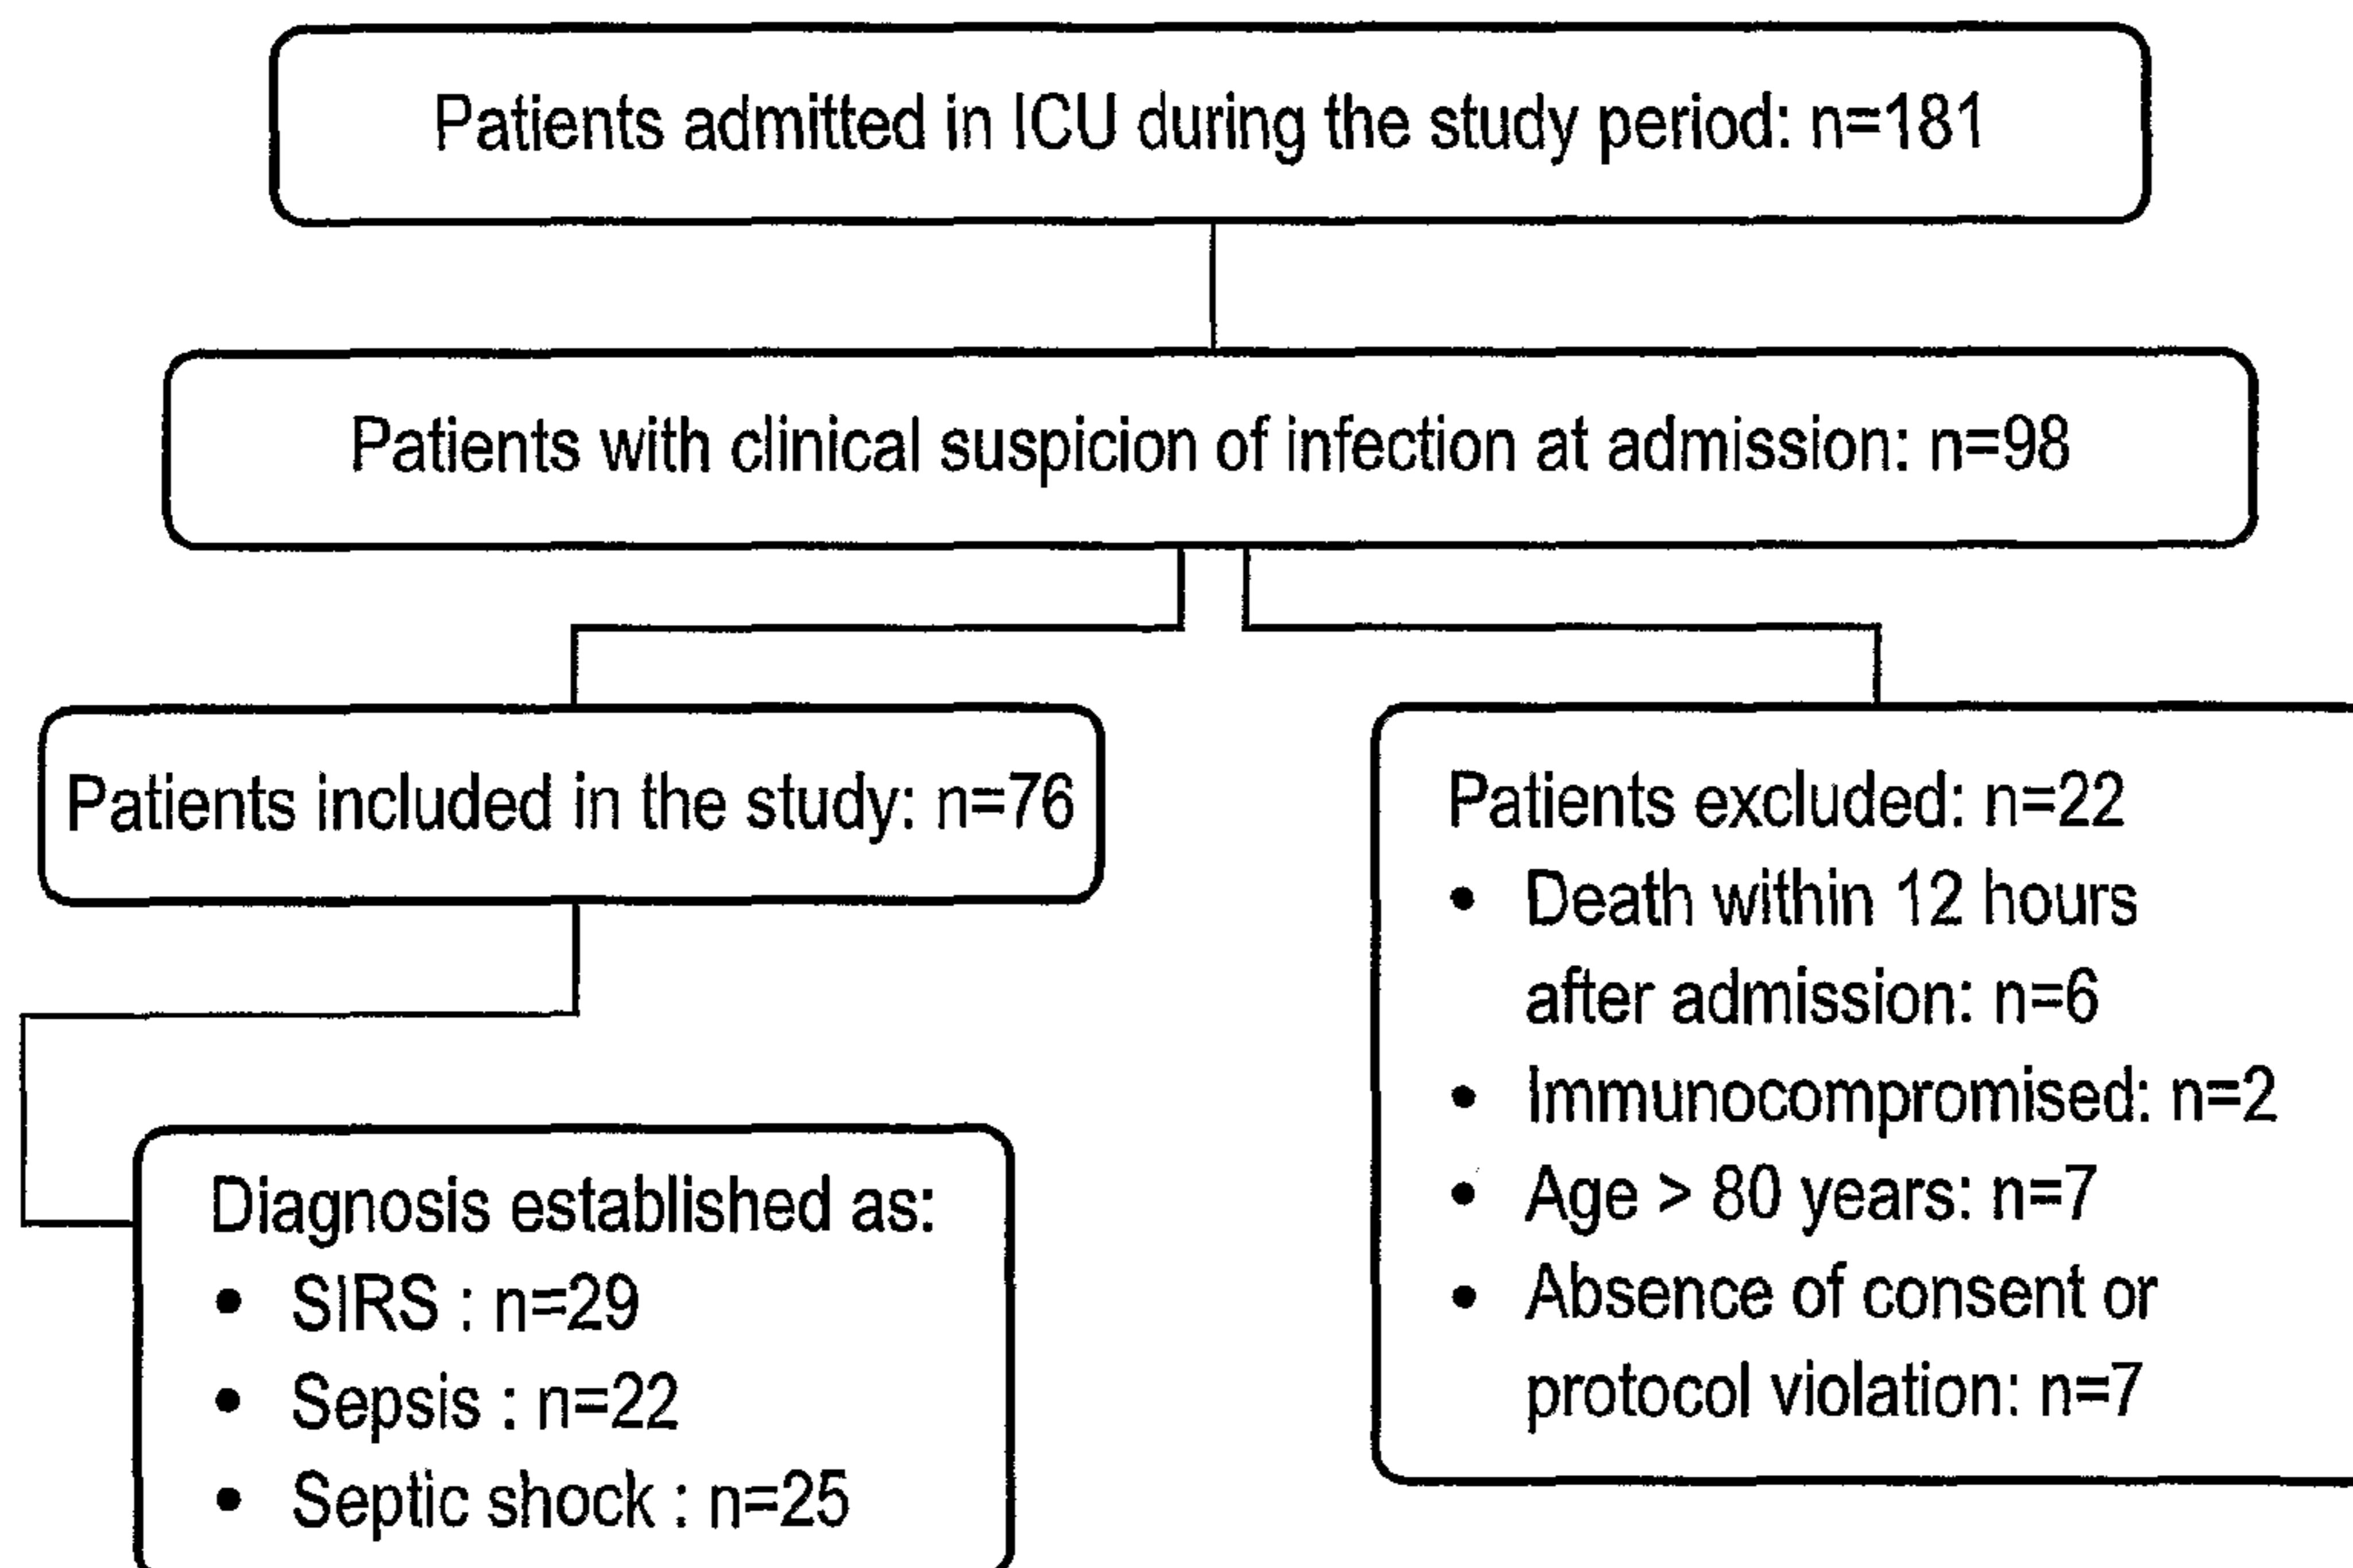 Patients admitted in ICU during the study period: n=181
Patients with clinical suspicion of infection at admission: n=98
Patients included in the study: n=76
Patients excluded: n=22
• Death within 12 hours
after admission: n=6
• Immunocompromised: n=2
• Age > 80 years: n=7
• Absence of consent or
protocol violation: n=7
Diagnosis established as:
• SIRS : n=29
• Sepsis : n=22
• Septic shock : n=25